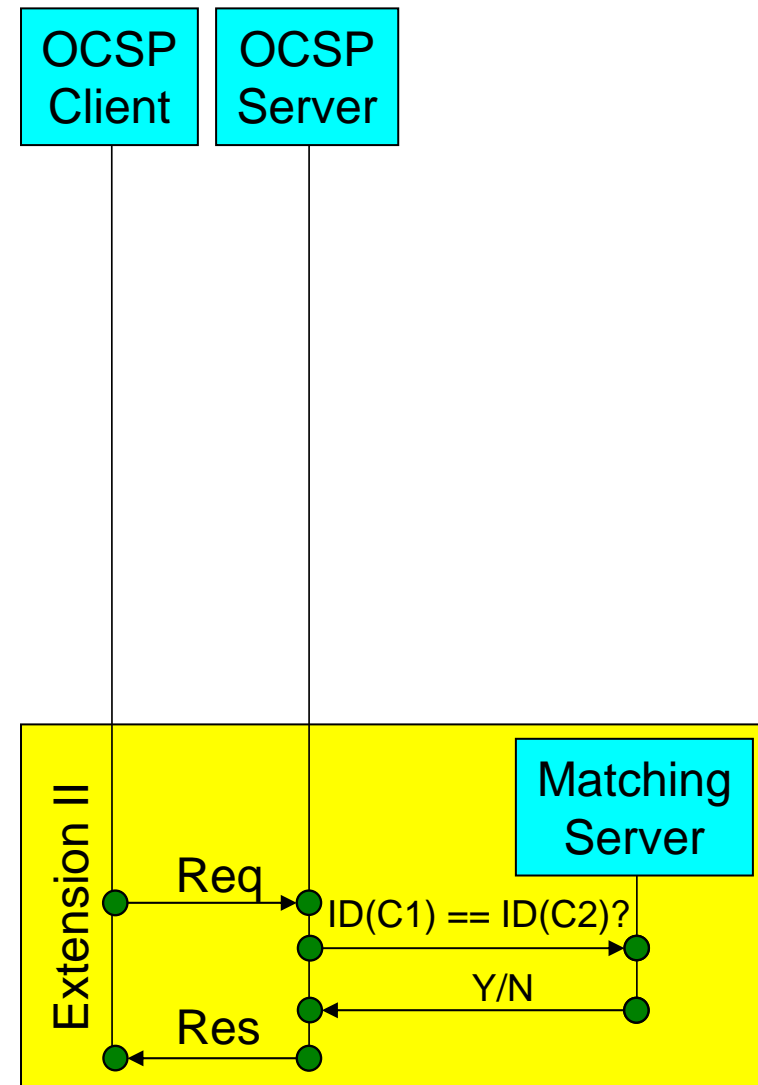 OCSP
Client
OCSP
Server
Extension II
Matching
Server
Req
ID(C1) == ID(C2)?
Y/N
Res